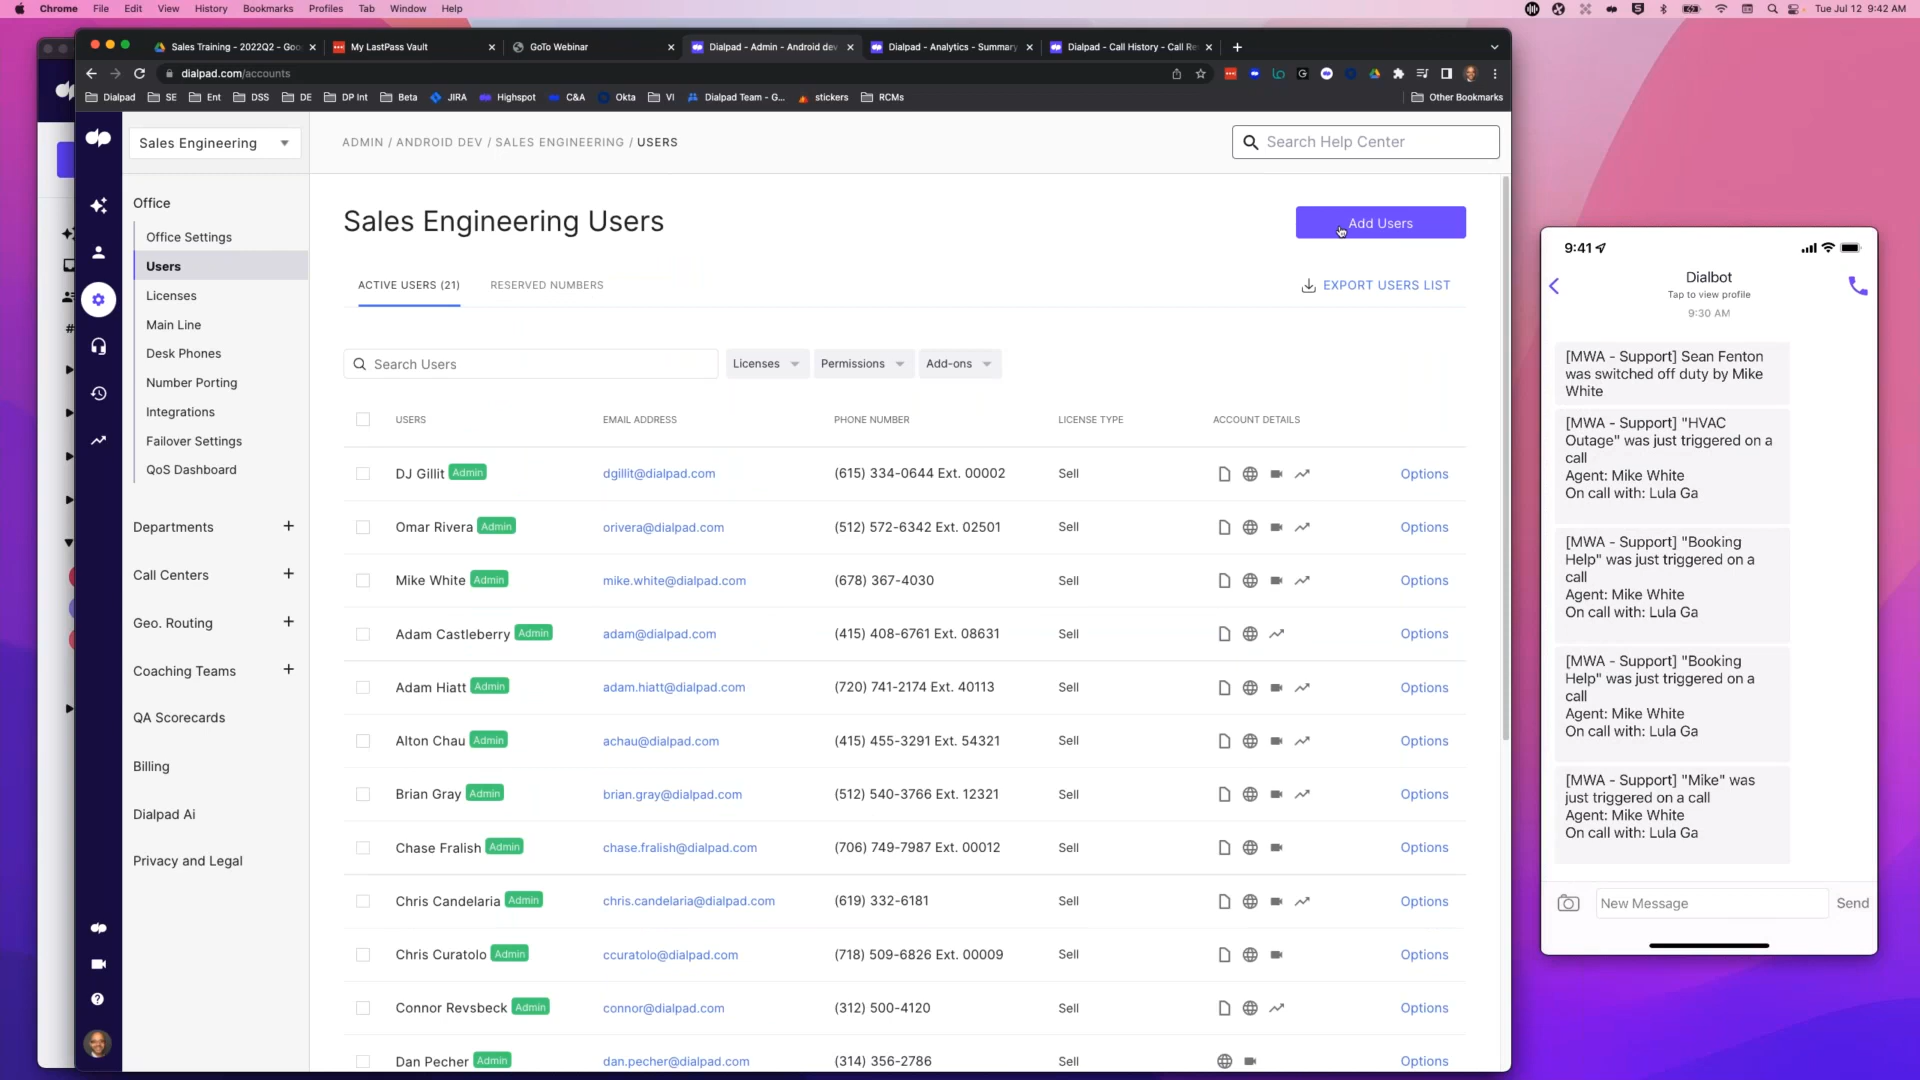 Chrome File Edit View History Bookmarks Profiles Tab Window Help
Tue Jul 12 9:42 AM
Sales Training - 2022Q2 - Goo
My LastPass Vault
GoTo Webinar
Dialpad - Admin - Android dev
Dialpad - Analytics - Summary
Dialpad - Call History - Call Re
dialpad.com/accounts
Dialpad SE Ent DSS DE DP Int Beta JIRA Highspot C&A Okta VI Dialpad Team - G... stickers RCMs Other Bookmarks
Sales Engineering
ADMIN / ANDROID DEV / SALES ENGINEERING / USERS
Search Help Center
Office
Office Settings
Users
Licenses
Main Line
Desk Phones
Number Porting
Integrations
Failover Settings
QoS Dashboard
Departments +
Call Centers +
Geo. Routing +
Coaching Teams +
QA Scorecards
Billing
Dialpad Ai
Privacy and Legal
Sales Engineering Users
Add Users
ACTIVE USERS (21) RESERVED NUMBERS
EXPORT USERS LIST
Search Users
Licenses
Permissions
Add-ons
USERS EMAIL ADDRESS PHONE NUMBER LICENSE TYPE ACCOUNT DETAILS
DJ Gillit Admin dgillit@dialpad.com (615) 334-0644 Ext. 00002 Sell Options
Omar Rivera Admin orivera@dialpad.com (512) 572-6342 Ext. 02501 Sell Options
Mike White Admin mike.white@dialpad.com (678) 367-4030 Sell Options
Adam Castleberry Admin adam@dialpad.com (415) 408-6761 Ext. 08631 Sell Options
Adam Hiatt Admin adam.hiatt@dialpad.com (720) 741-2174 Ext. 40113 Sell Options
Alton Chau Admin achau@dialpad.com (415) 455-3291 Ext. 54321 Sell Options
Brian Gray Admin brian.gray@dialpad.com (512) 540-3766 Ext. 12321 Sell Options
Chase Fralish Admin chase.fralish@dialpad.com (706) 749-7987 Ext. 00012 Sell Options
Chris Candelaria Admin chris.candelaria@dialpad.com (619) 332-6181 Sell Options
Chris Curatolo Admin ccuratolo@dialpad.com (718) 509-6826 Ext. 00009 Sell Options
Connor Revsbeck Admin connor@dialpad.com (312) 500-4120 Sell Options
Dan Pecher Admin dan.pecher@dialpad.com (314) 356-2786 Sell Options
9:41
Dialbot
Tap to view profile
9:30 AM
[MWA - Support] Sean Fenton
was switched off duty by Mike
White
[MWA - Support] "HVAC
Outage" was just triggered on a
call
Agent: Mike White
On call with: Lula Ga
[MWA - Support] "Booking
Help" was just triggered on a
call
Agent: Mike White
On call with: Lula Ga
[MWA - Support] "Booking
Help" was just triggered on a
call
Agent: Mike White
On call with: Lula Ga
[MWA - Support] "Mike" was
just triggered on a call
Agent: Mike White
On call with: Lula Ga
New Message
Send